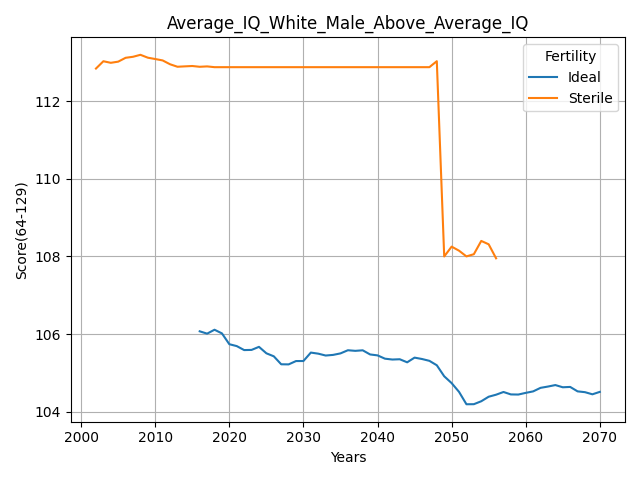 Average_IQ_White_Male_Above_Average_IQ
Fertility
Ideal
Sterile
Score(64-129)
112
110
108
106
104
2000
2010
2020
2030
2040
2050
2060
2070
Years